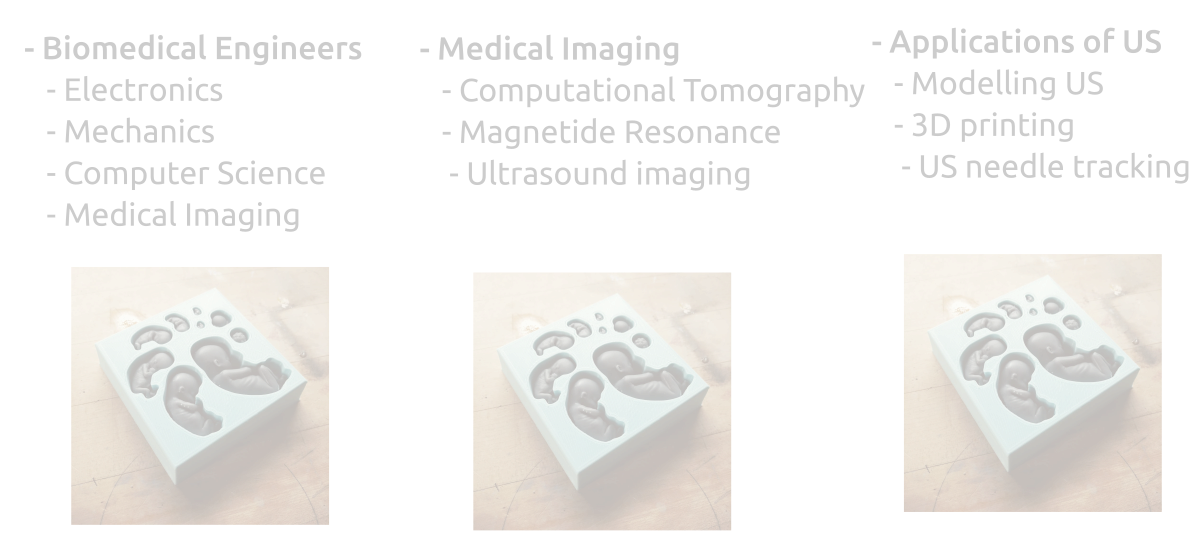 - Biomedical Engineers
- Electronics
- Mechanics
- Computer Science
- Medical Imaging
- Medical Imaging
- Computational Tomography
- Magnetide Resonance
- Ultrasound imaging
- Applications of US
- Modelling US
- 3D printing
- US needle tracking